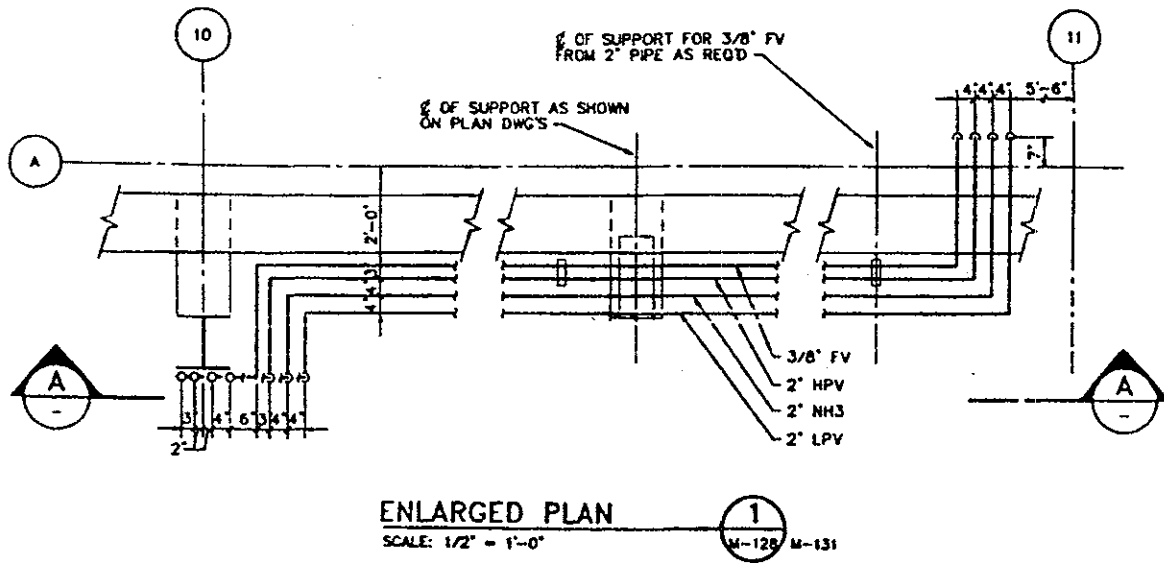 10
11
A
℄ OF SUPPORT FOR 3/8" FV
FROM 2" PIPE AS REQ'D
℄ OF SUPPORT AS SHOWN
ON PLAN DWG'S
4" 4" 4" 5'-6"
7"
2'-0"
3"
4"
4"
3/8" FV
2" HPV
2" NH3
2" LPV
A
-
A
-
3" 4" 6" 3" 4" 4"
2"
ENLARGED PLAN
SCALE: 1/2" = 1'-0"
1
M-128 M-131